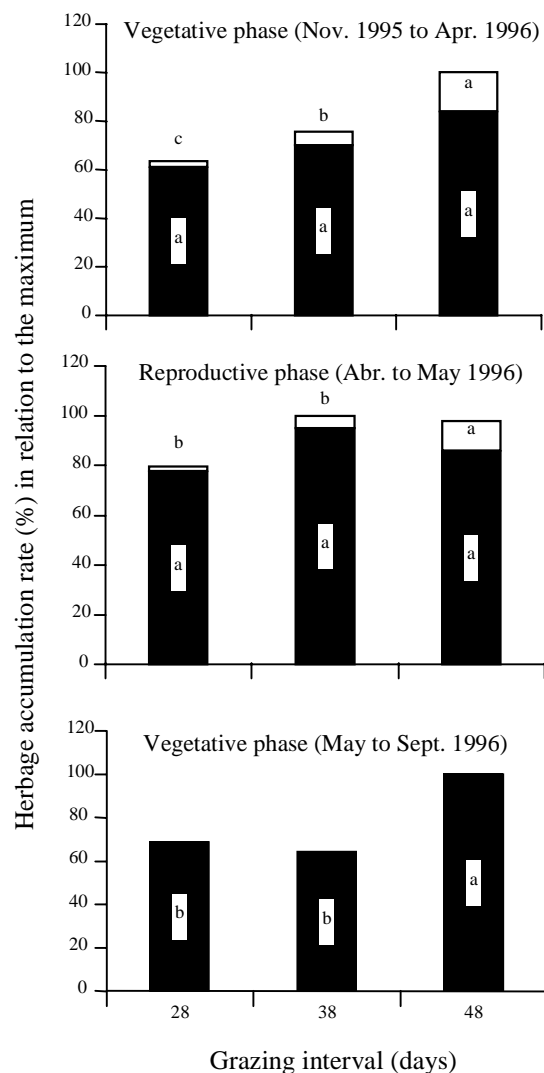 Herbage accumulation rate (%) in relation to the maximum
Vegetative phase (Nov. 1995 to Apr. 1996)
120
100
80
60
40
20
0
c
b
a
a
a
a
Reproductive phase (Abr. to May 1996)
120
100
80
60
40
20
0
b
b
a
a
a
a
Vegetative phase (May to Sept. 1996)
120
100
80
60
40
20
0
b
b
a
28 38 48
Grazing interval (days)